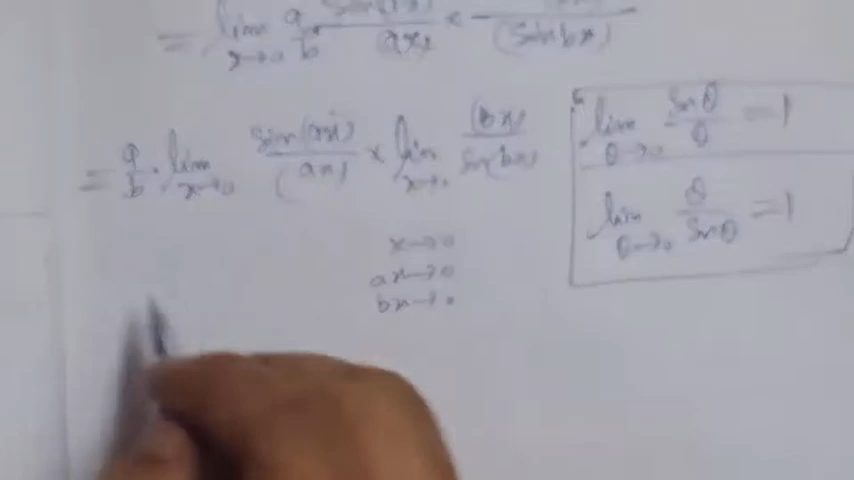 = lim x→0 a/b sin(ax)/(ax) × /(sin bx)
= a/b · lim x→0 sin(ax)/(ax) × lim x→0 (bx)/sin(bx)
x→0
ax→0
bx→0
lim θ→0 sinθ/θ = 1
lim θ→0 θ/sinθ = 1